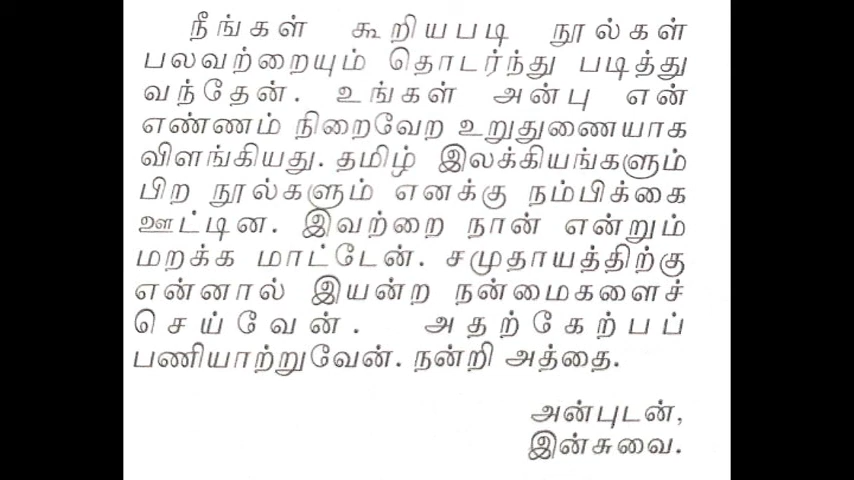 நீங்கள் கூறியபடி நூல்கள்
பலவற்றையும் தொடர்ந்து படித்து
வந்தேன். உங்கள் அன்பு என்
எண்ணம் நிறைவேற உறுதுணையாக
விளங்கியது. தமிழ் இலக்கியங்களும்
பிற நூல்களும் எனக்கு நம்பிக்கை
ஊட்டின. இவற்றை நான் என்றும்
மறக்க மாட்டேன். சமுதாயத்திற்கு
என்னால் இயன்ற நன்மைகளைச்
செய்வேன். அதற்கேற்பப்
பணியாற்றுவேன். நன்றி அத்தை.
அன்புடன்,
இன்சுவை.